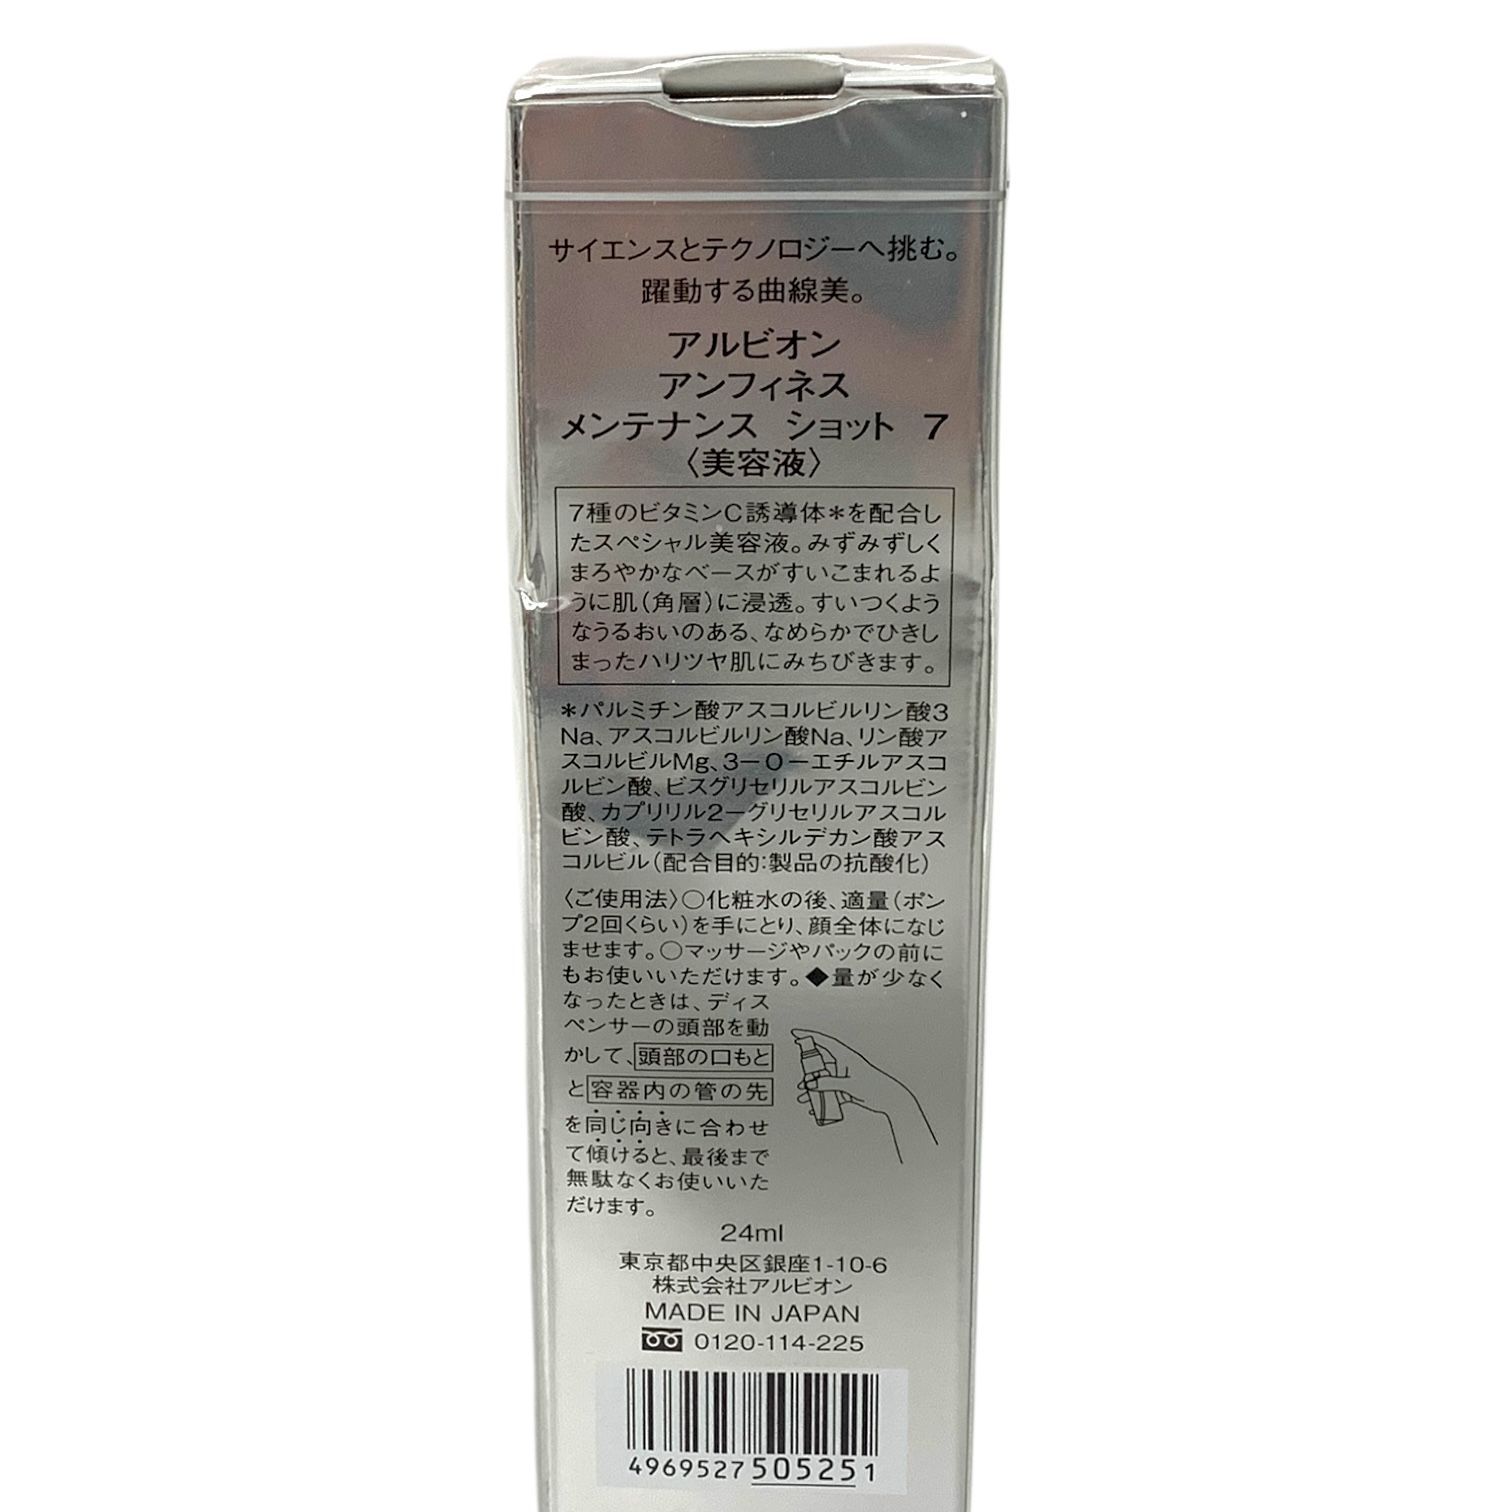 サイエンスとテクノロジーへ挑む。
躍動する曲線美。
アルビオン
アンフィネス
メンテナンス ショット 7
〈美容液〉
7種のビタミンC誘導体＊を配合し
たスペシャル美容液。みずみずしく
まろやかなベースがすいこまれるよ
うに肌(角層)に浸透。すいつくよう
なうるおいのある、なめらかでひきし
まったハリツヤ肌にみちびきます。
＊パルミチン酸アスコルビルリン酸3
Na、アスコルビルリン酸Na、リン酸ア
スコルビルMg、3－O－エチルアスコ
ルビン酸、ビスグリセリルアスコルビン
酸、カプリリル2－グリセリルアスコル
ビン酸、テトラヘキシルデカン酸アス
コルビル(配合目的:製品の抗酸化)
〈ご使用法〉○化粧水の後、適量(ポン
プ2回くらい)を手にとり、顔全体になじ
ませます。○マッサージやパックの前に
もお使いいただけます。◆量が少なく
なったときは、ディス
ペンサーの頭部を動
かして、頭部の口もと
と容器内の管の先
を同じ向きに合わせ
て傾けると、最後まで
無駄なくお使いいた
だけます。
24ml
東京都中央区銀座1-10-6
株式会社アルビオン
MADE IN JAPAN
0120-114-225
4969527505251